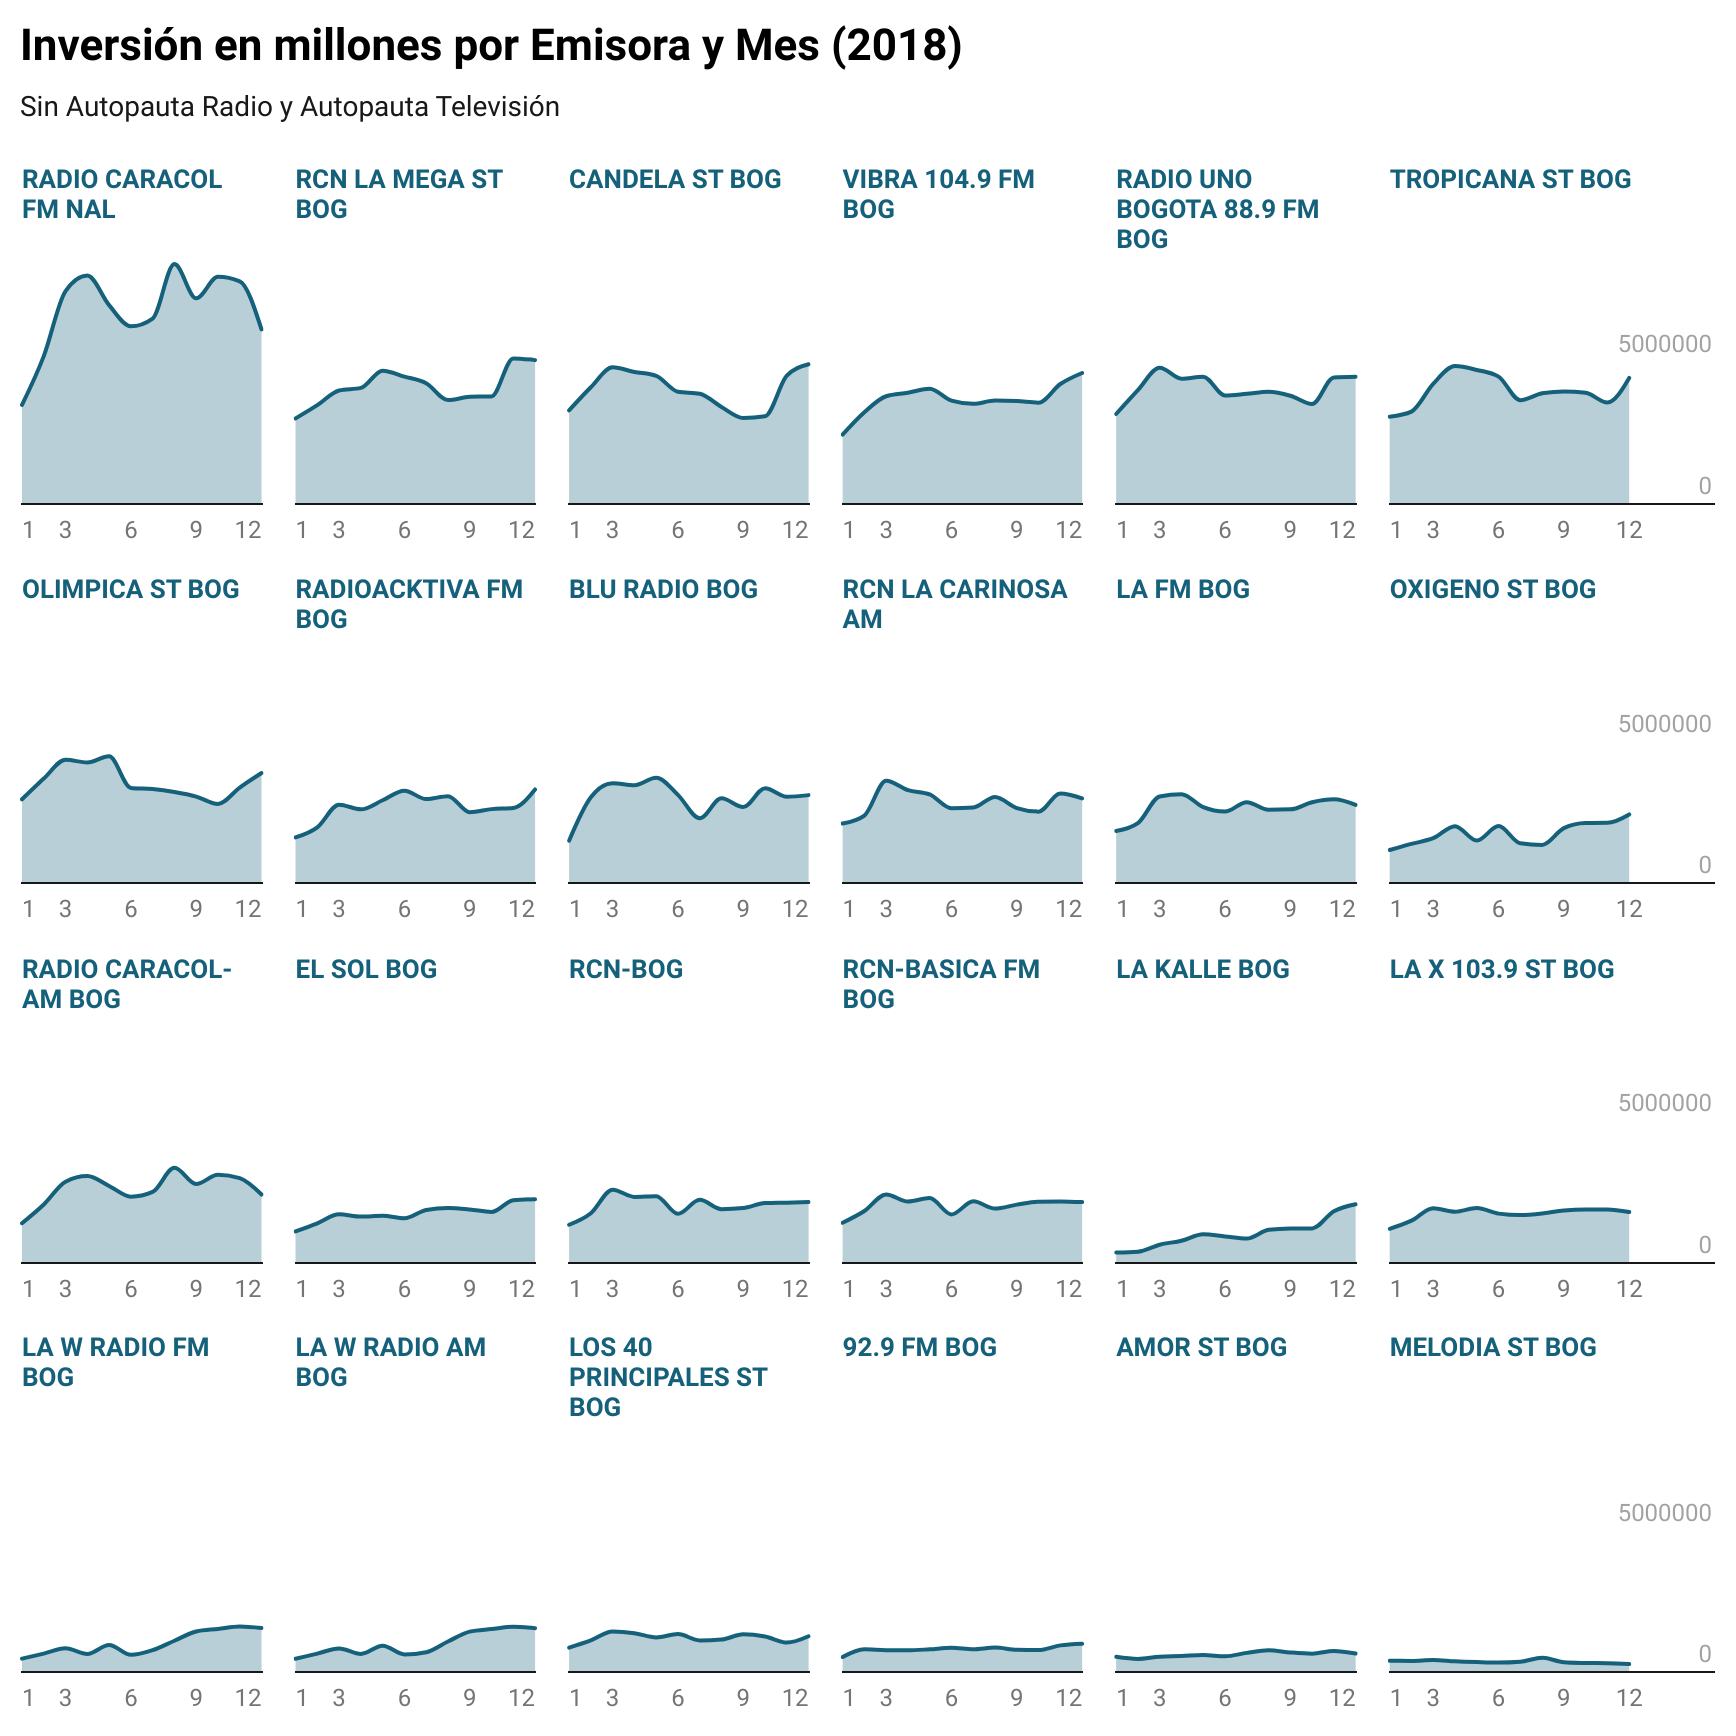 Inversión en millones por Emisora y Mes (2018)
Sin Autopauta Radio y Autopauta Televisión
RADIO CARACOL
FM NAL
RCN LA MEGA ST
BOG
CANDELA ST BOG
VIBRA 104.9 FM
BOG
RADIO UNO
BOGOTA 88.9 FM
BOG
TROPICANA ST BOG
5000000
0
1 3 6 9 12
1 3 6 9 12
1 3 6 9 12
1 3 6 9 12
1 3 6 9 12
1 3 6 9 12
OLIMPICA ST BOG
RADIOACKTIVA FM
BOG
BLU RADIO BOG
RCN LA CARINOSA
AM
LA FM BOG
OXIGENO ST BOG
5000000
0
1 3 6 9 12
1 3 6 9 12
1 3 6 9 12
1 3 6 9 12
1 3 6 9 12
1 3 6 9 12
RADIO CARACOL-
AM BOG
EL SOL BOG
RCN-BOG
RCN-BASICA FM
BOG
LA KALLE BOG
LA X 103.9 ST BOG
5000000
0
1 3 6 9 12
1 3 6 9 12
1 3 6 9 12
1 3 6 9 12
1 3 6 9 12
1 3 6 9 12
LA W RADIO FM
BOG
LA W RADIO AM
BOG
LOS 40
PRINCIPALES ST
BOG
92.9 FM BOG
AMOR ST BOG
MELODIA ST BOG
5000000
0
1 3 6 9 12
1 3 6 9 12
1 3 6 9 12
1 3 6 9 12
1 3 6 9 12
1 3 6 9 12